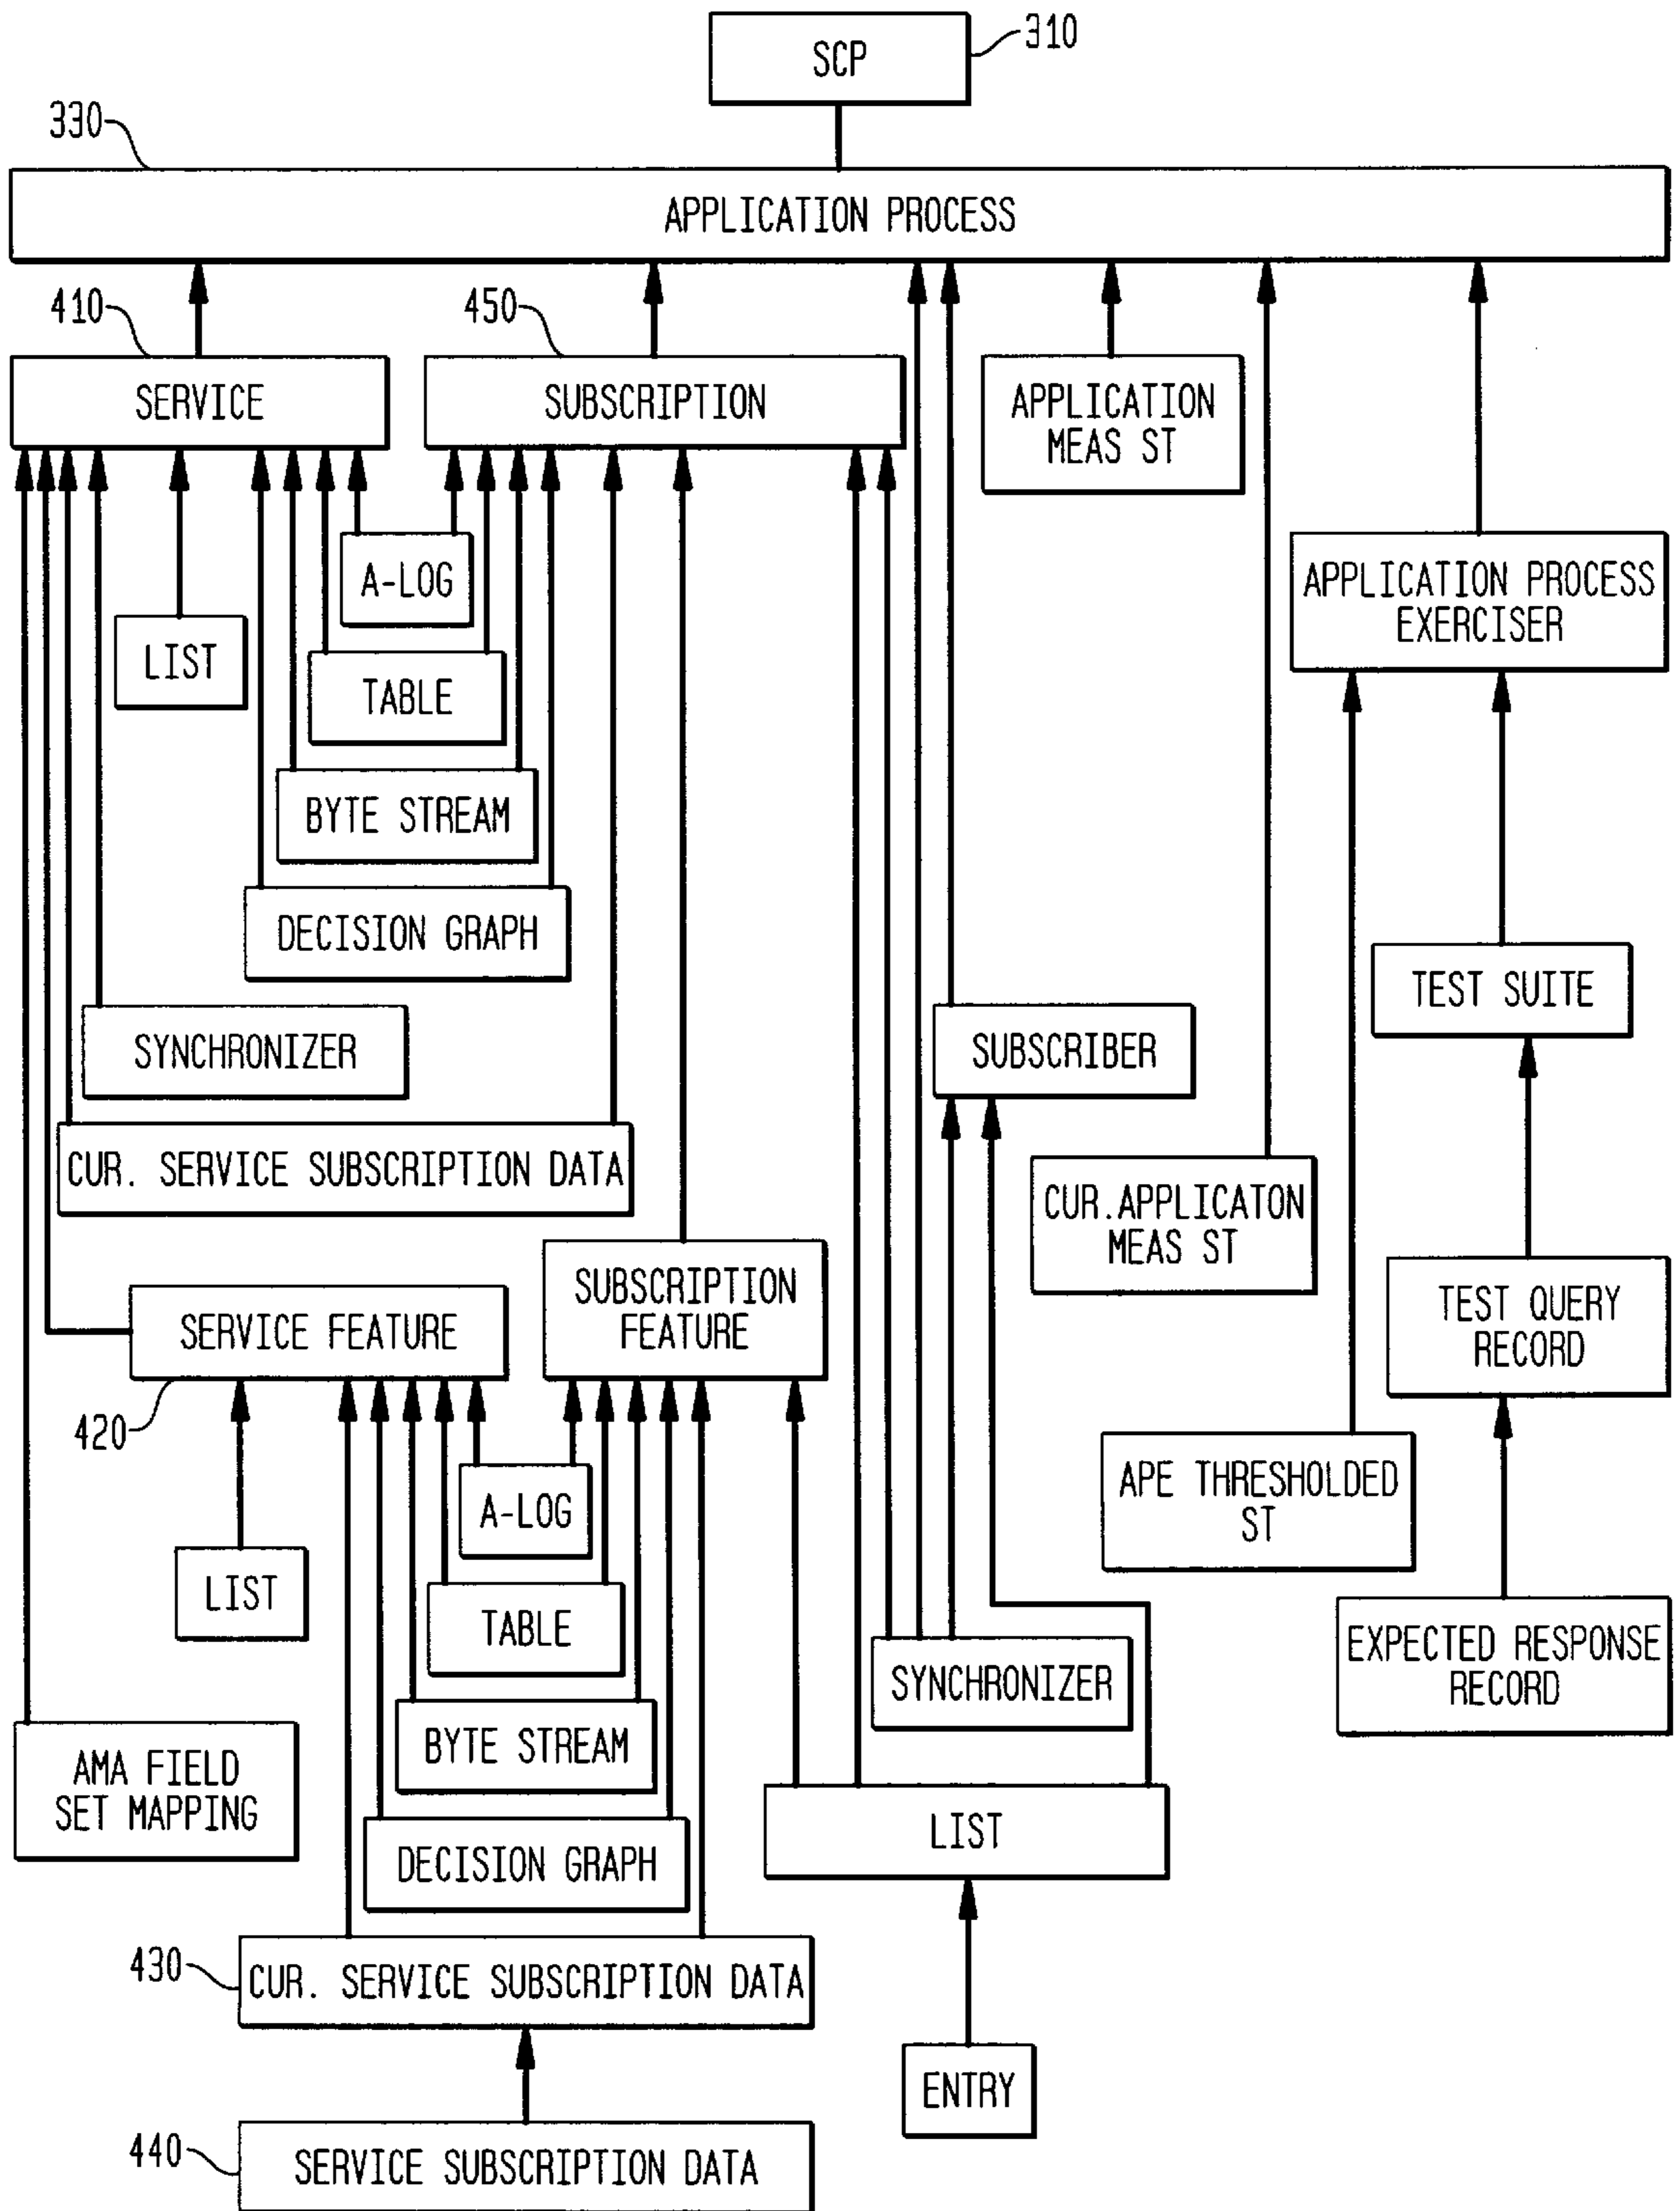 SCP
310
330
APPLICATION PROCESS
410
450
SERVICE
SUBSCRIPTION
APPLICATION
MEAS ST
A-LOG
APPLICATION PROCESS
EXERCISER
LIST
TABLE
BYTE STREAM
DECISION GRAPH
TEST SUITE
SYNCHRONIZER
SUBSCRIBER
CUR. SERVICE SUBSCRIPTION DATA
CUR.APPLICATON
MEAS ST
SUBSCRIPTION
FEATURE
SERVICE FEATURE
TEST QUERY
RECORD
420
APE THRESHOLDED
ST
A-LOG
LIST
TABLE
SYNCHRONIZER
EXPECTED RESPONSE
RECORD
BYTE STREAM
AMA FIELD
SET MAPPING
LIST
DECISION GRAPH
430
CUR. SERVICE SUBSCRIPTION DATA
ENTRY
440
SERVICE SUBSCRIPTION DATA